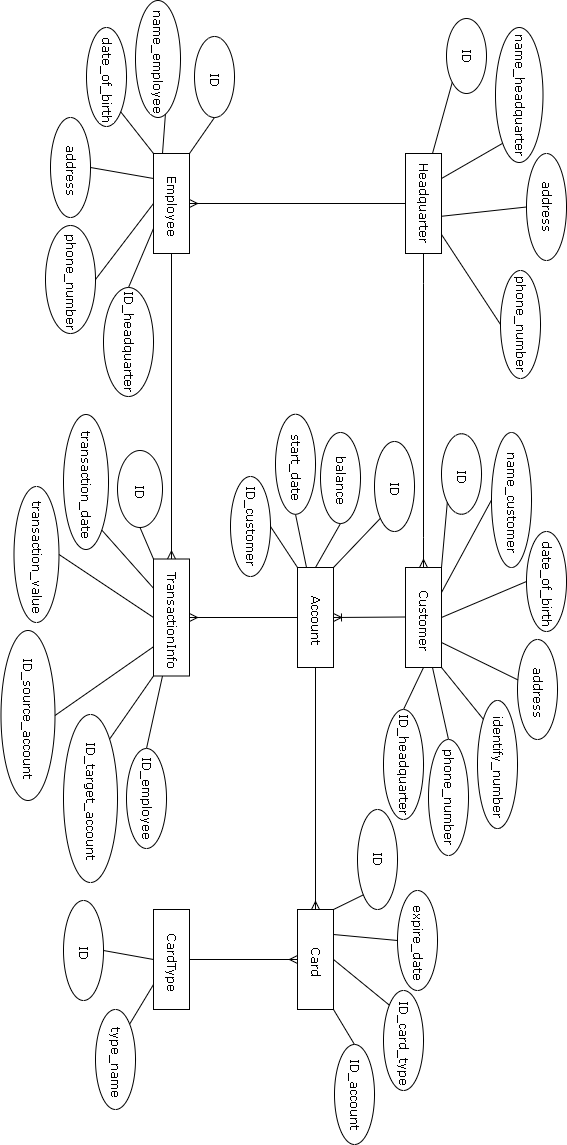 ID
name_headquarter
address
phone_number
Headquarter
ID
name_employee
date_of_birth
address
phone_number
ID_headquarter
Employee
ID
name_customer
date_of_birth
address
identify_number
phone_number
ID_headquarter
Customer
ID
balance
start_date
ID_customer
Account
ID
transaction_date
transaction_value
ID_source_account
ID_target_account
ID_employee
TransactionInfo
ID
expire_date
ID_card_type
ID_account
Card
CardType
ID
type_name